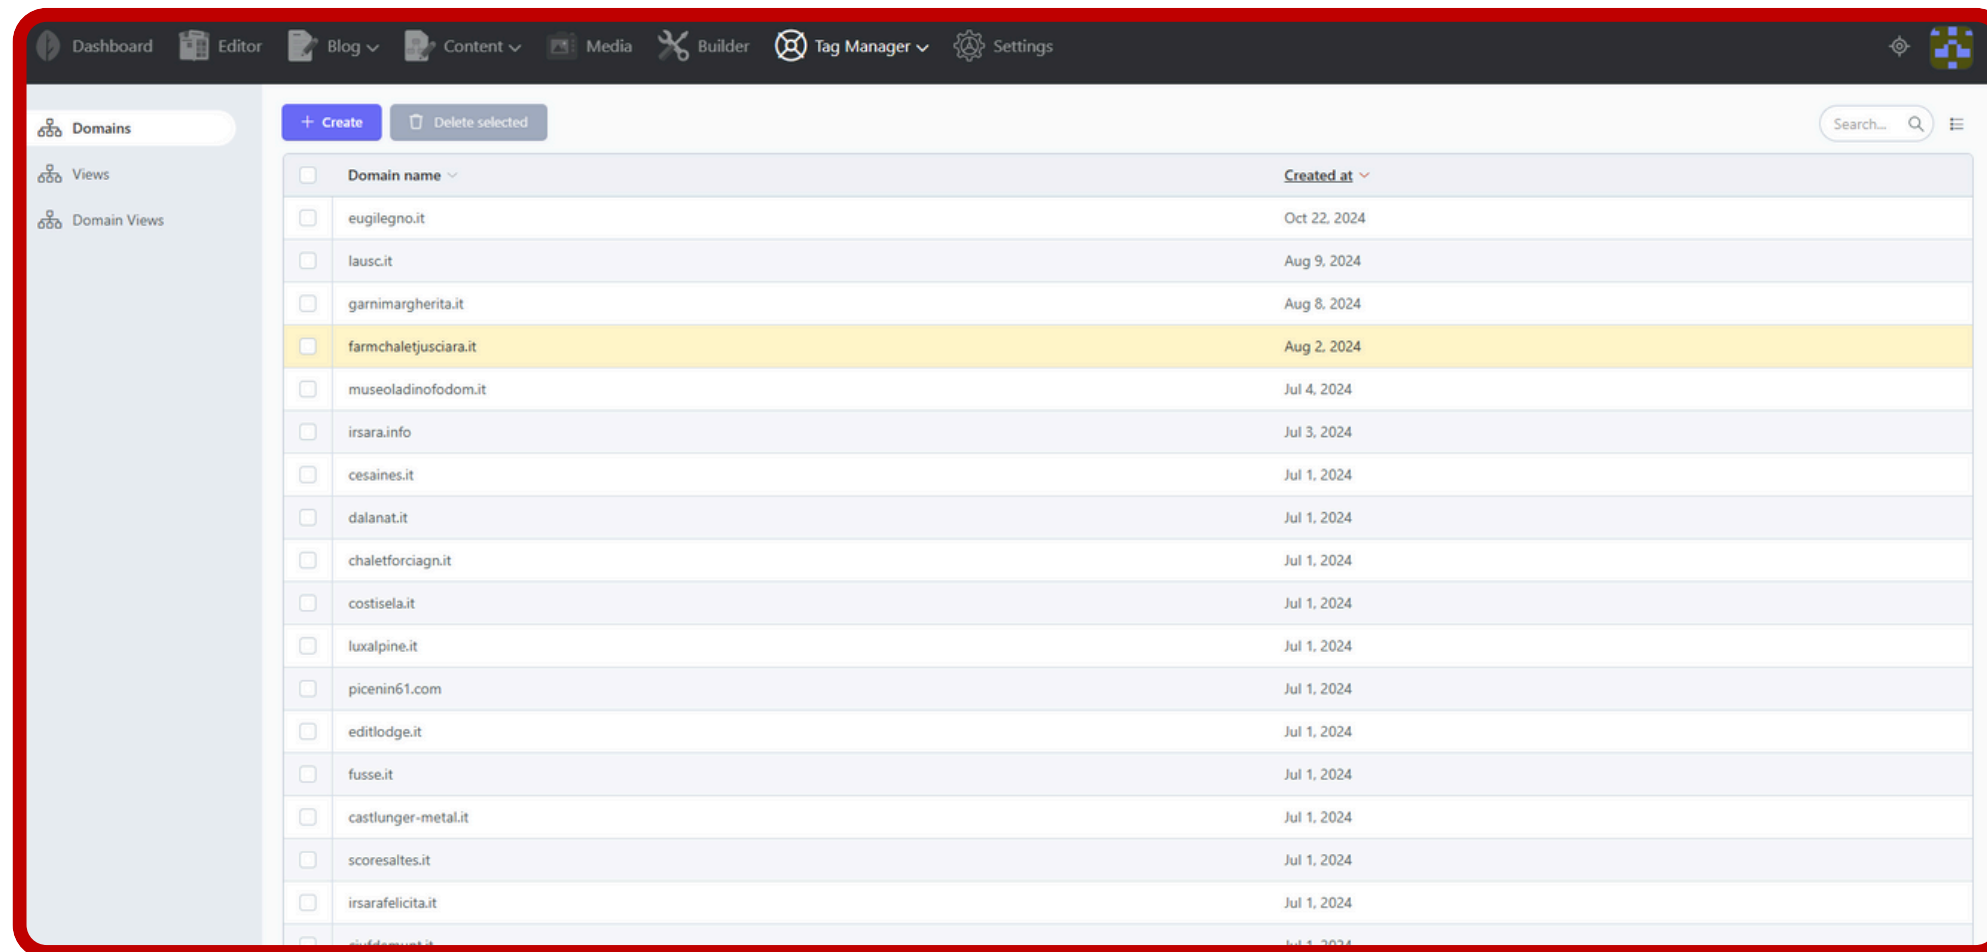 Dashboard Editor Blog Content Media Builder Tag Manager Settings
Domains
Views
Domain Views
+ Create Delete selected Search...
Domain name Created at
eugilegno.it Oct 22, 2024
lausc.it Aug 9, 2024
garnimargherita.it Aug 8, 2024
farmchaletjusciara.it Aug 2, 2024
museoladinofodom.it Jul 4, 2024
irsara.info Jul 3, 2024
cesaines.it Jul 1, 2024
dalanat.it Jul 1, 2024
chaletforciagn.it Jul 1, 2024
costisela.it Jul 1, 2024
luxalpine.it Jul 1, 2024
picenin61.com Jul 1, 2024
editlodge.it Jul 1, 2024
fusse.it Jul 1, 2024
castlunger-metal.it Jul 1, 2024
scoresaltes.it Jul 1, 2024
irsarafelicita.it Jul 1, 2024
Jul 1, 2024